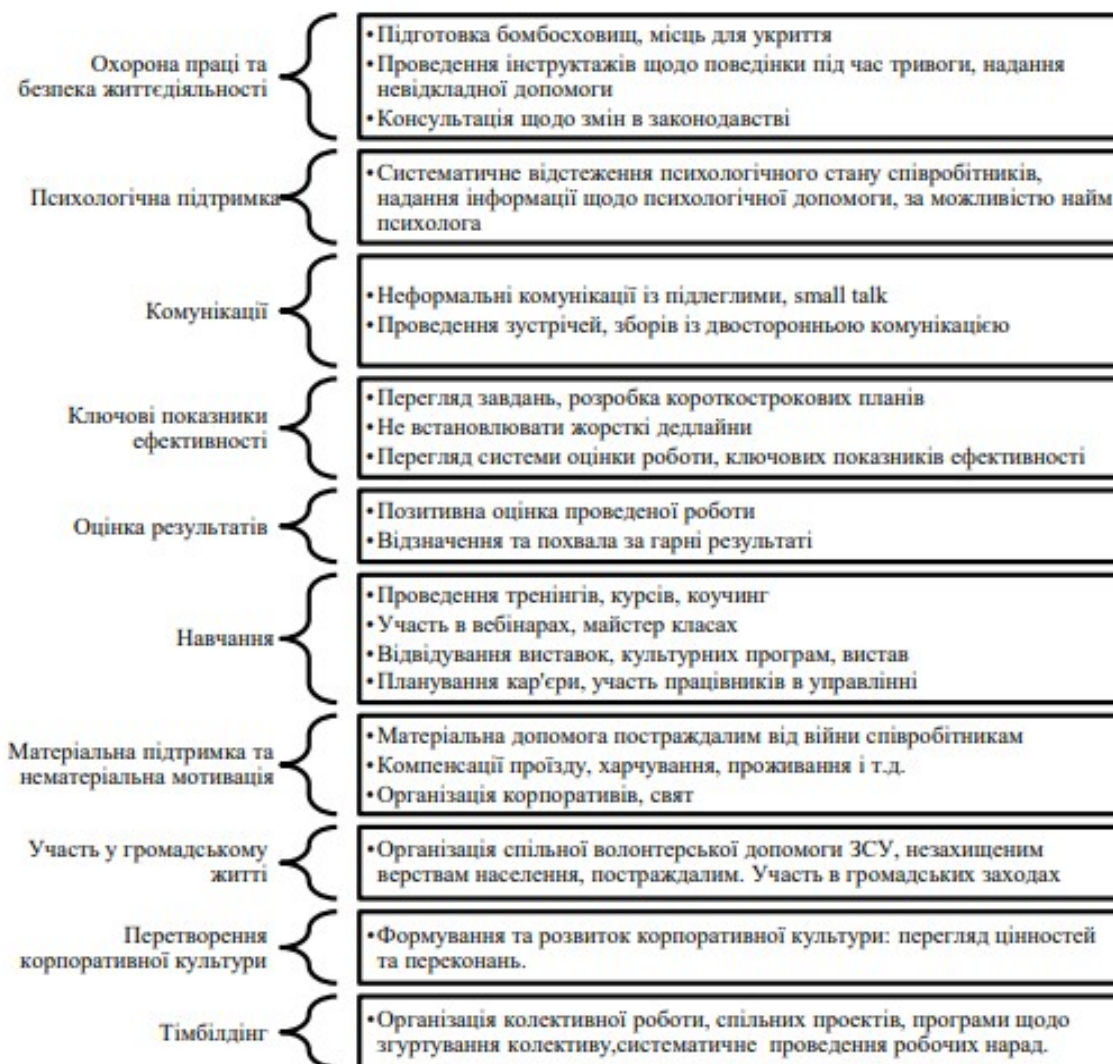 Охорона праці та
безпека життєдіяльності
•Підготовка бомбосховищ, місць для укриття
•Проведення інструктажів щодо поведінки під час тривоги, надання
невідкладної допомоги
•Консультація щодо змін в законодавстві
Психологічна підтримка
•Систематичне відстеження психологічного стану співробітників,
надання інформації щодо психологічної допомоги, за можливістю найм
психолога
Комунікації
•Неформальні комунікації із підлеглими, small talk
•Проведення зустрічей, зборів із двосторонньою комунікацією
Ключові показники
ефективності
•Перегляд завдань, розробка короткострокових планів
•Не встановлювати жорсткі дедлайни
•Перегляд системи оцінки роботи, ключових показників ефективності
Оцінка результатів
•Позитивна оцінка проведеної роботи
•Відзначення та похвала за гарні результаті
Навчання
•Проведення тренінгів, курсів, коучинг
•Участь в вебінарах, майстер класах
•Відвідування виставок, культурних програм, вистав
•Планування кар'єри, участь працівників в управлінні
Матеріальна підтримка та
нематеріальна мотивація
•Матеріальна допомога постраждалим від війни співробітникам
•Компенсації проїзду, харчування, проживання і т.д.
•Організація корпоративів, свят
Участь у громадському
житті
•Організація спільної волонтерської допомоги ЗСУ, незахищеним
верствам населення, постраждалим. Участь в громадських заходах
Перетворення
корпоративної культури
•Формування та розвиток корпоративної культури: перегляд цінностей
та переконань.
Тімбілдінг
•Організація колективної роботи, спільних проектів, програми щодо
згуртування колективу,систематичне проведення робочих нарад.